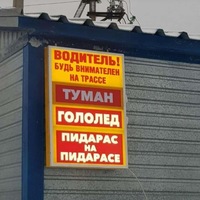 ВОДИТЕЛЬ!
БУДЬ ВНИМАТЕЛЕН
НА ТРАССЕ
ТУМАН
ГОЛОЛЕД
ПИДАРАС
НА
ПИДАРАСЕ